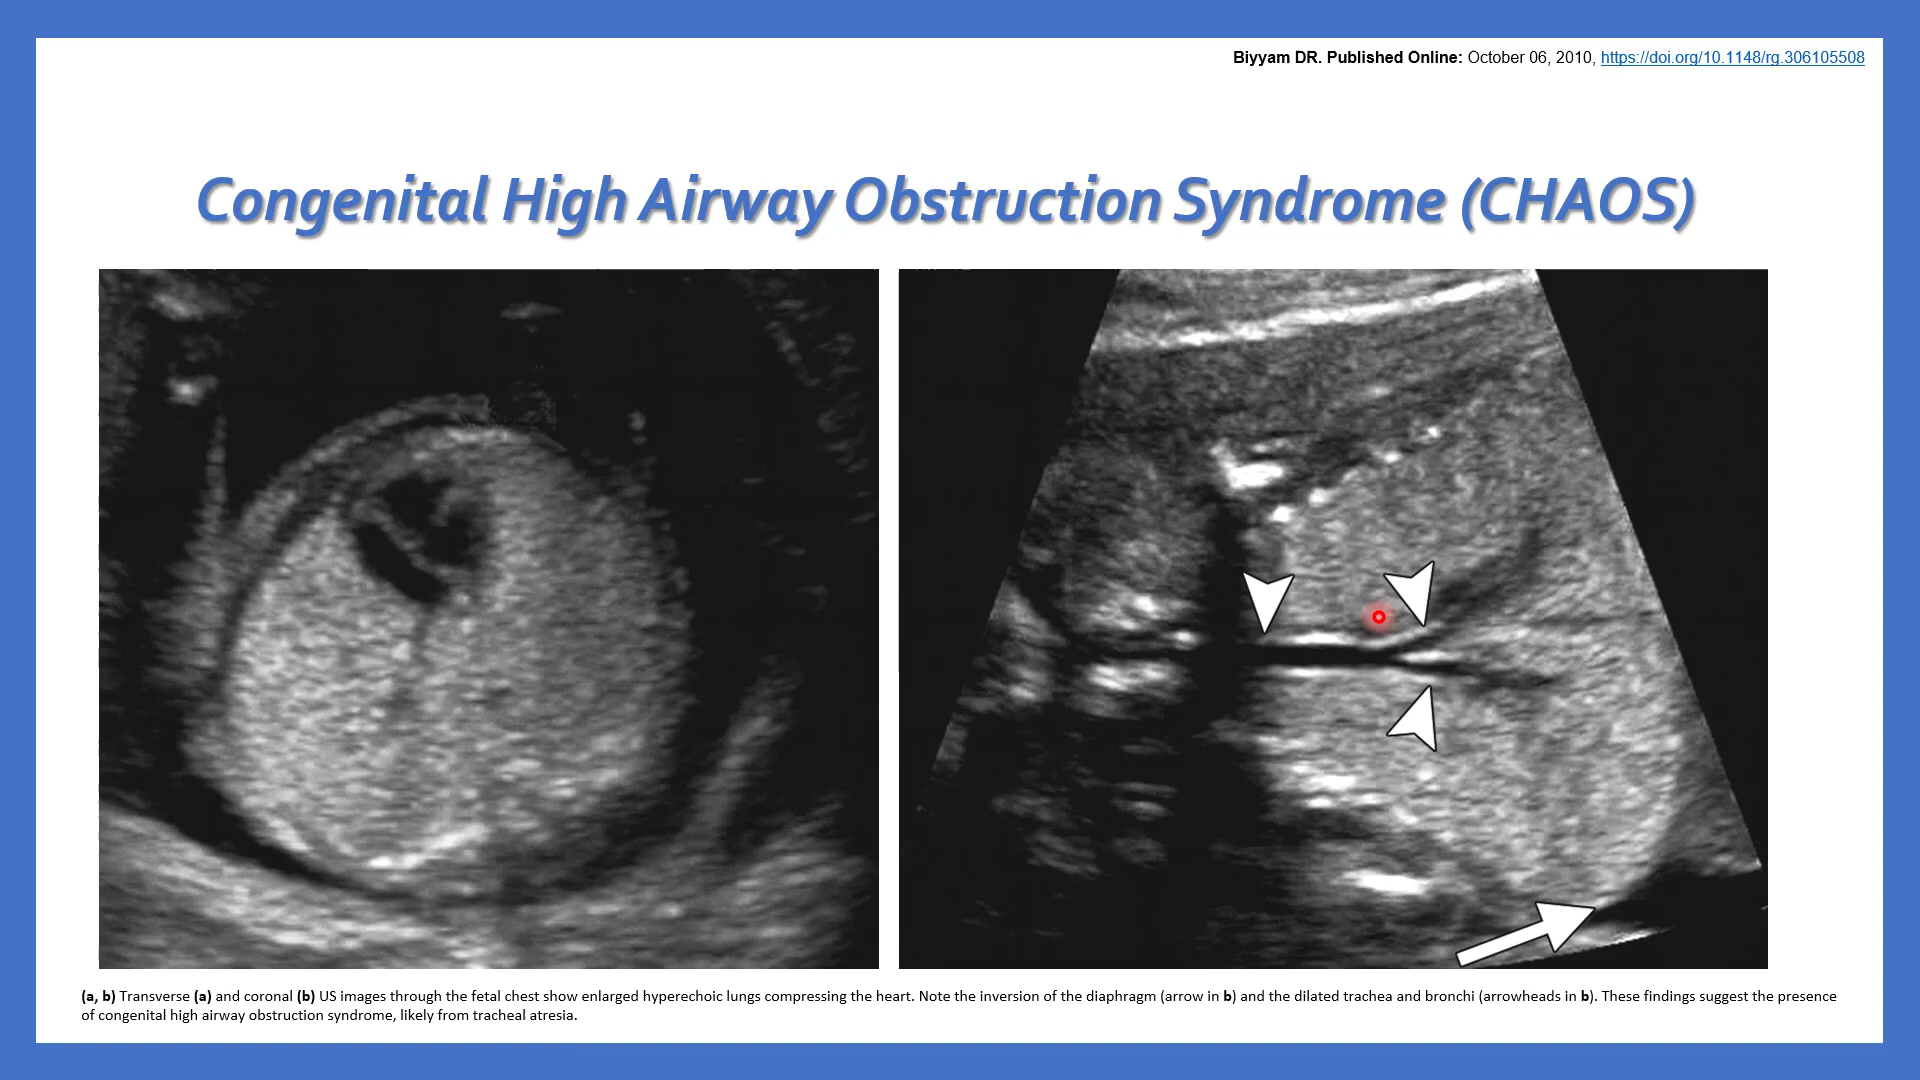 Biyyam DR. Published Online: October 06, 2010, https://doi.org/10.1148/rg.306105508
Congenital High Airway Obstruction Syndrome (CHAOS)
(a, b) Transverse (a) and coronal (b) US images through the fetal chest show enlarged hyperechoic lungs compressing the heart. Note the inversion of the diaphragm (arrow in b) and the dilated trachea and bronchi (arrowheads in b). These findings suggest the presence
of congenital high airway obstruction syndrome, likely from tracheal atresia.